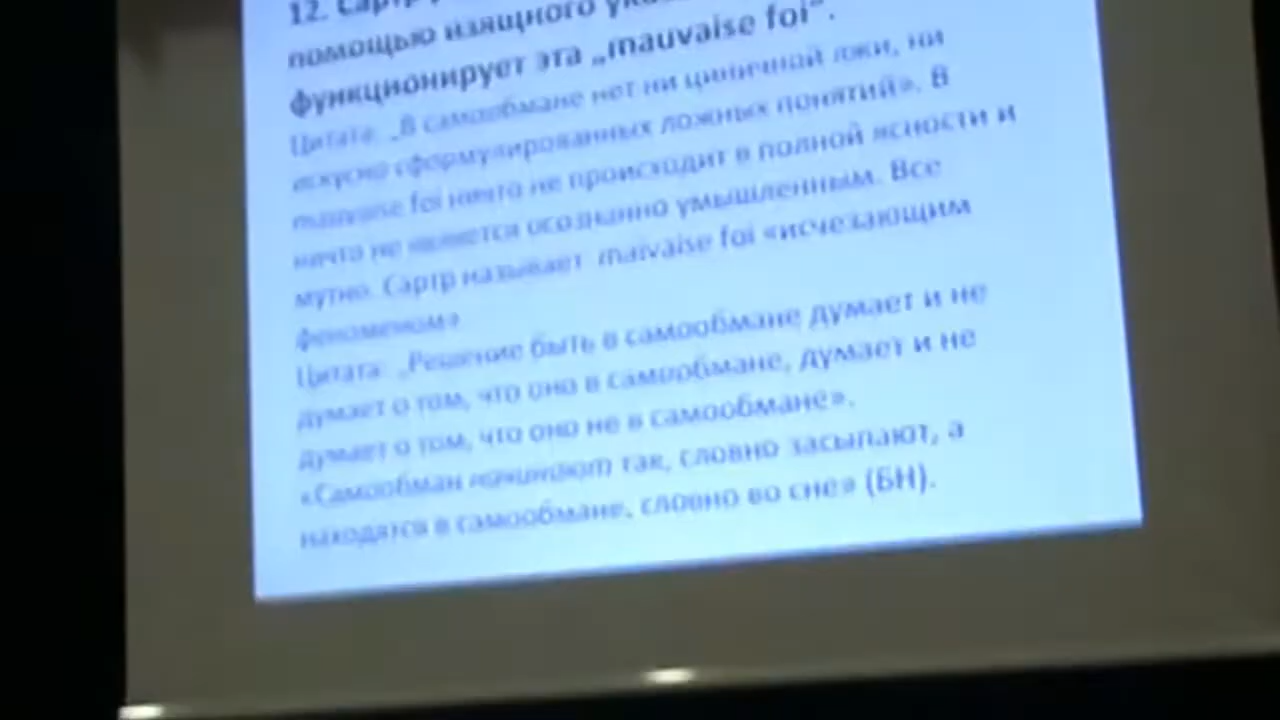 12. Сартр
помощью изящного
функционирует эта „mauvaise foi“.
Цитата: „В самообмане нет ни циничной лжи, ни
искусно сформулированных ложных понятий». В
mauvaise foi ничто не происходит в полной ясности и
ничто не является осознанно умышленным. Все
мутно. Сартр называет maivaise foi «исчезающим
феноменом»
Цитата: „Решение быть в самообмане думает и не
думает о том, что оно в самообмане, думает и не
думает о том, что оно не в самообмане».
«Самообман начинают так, словно засыпают, а
находятся в самообмане, словно во сне» (БН).